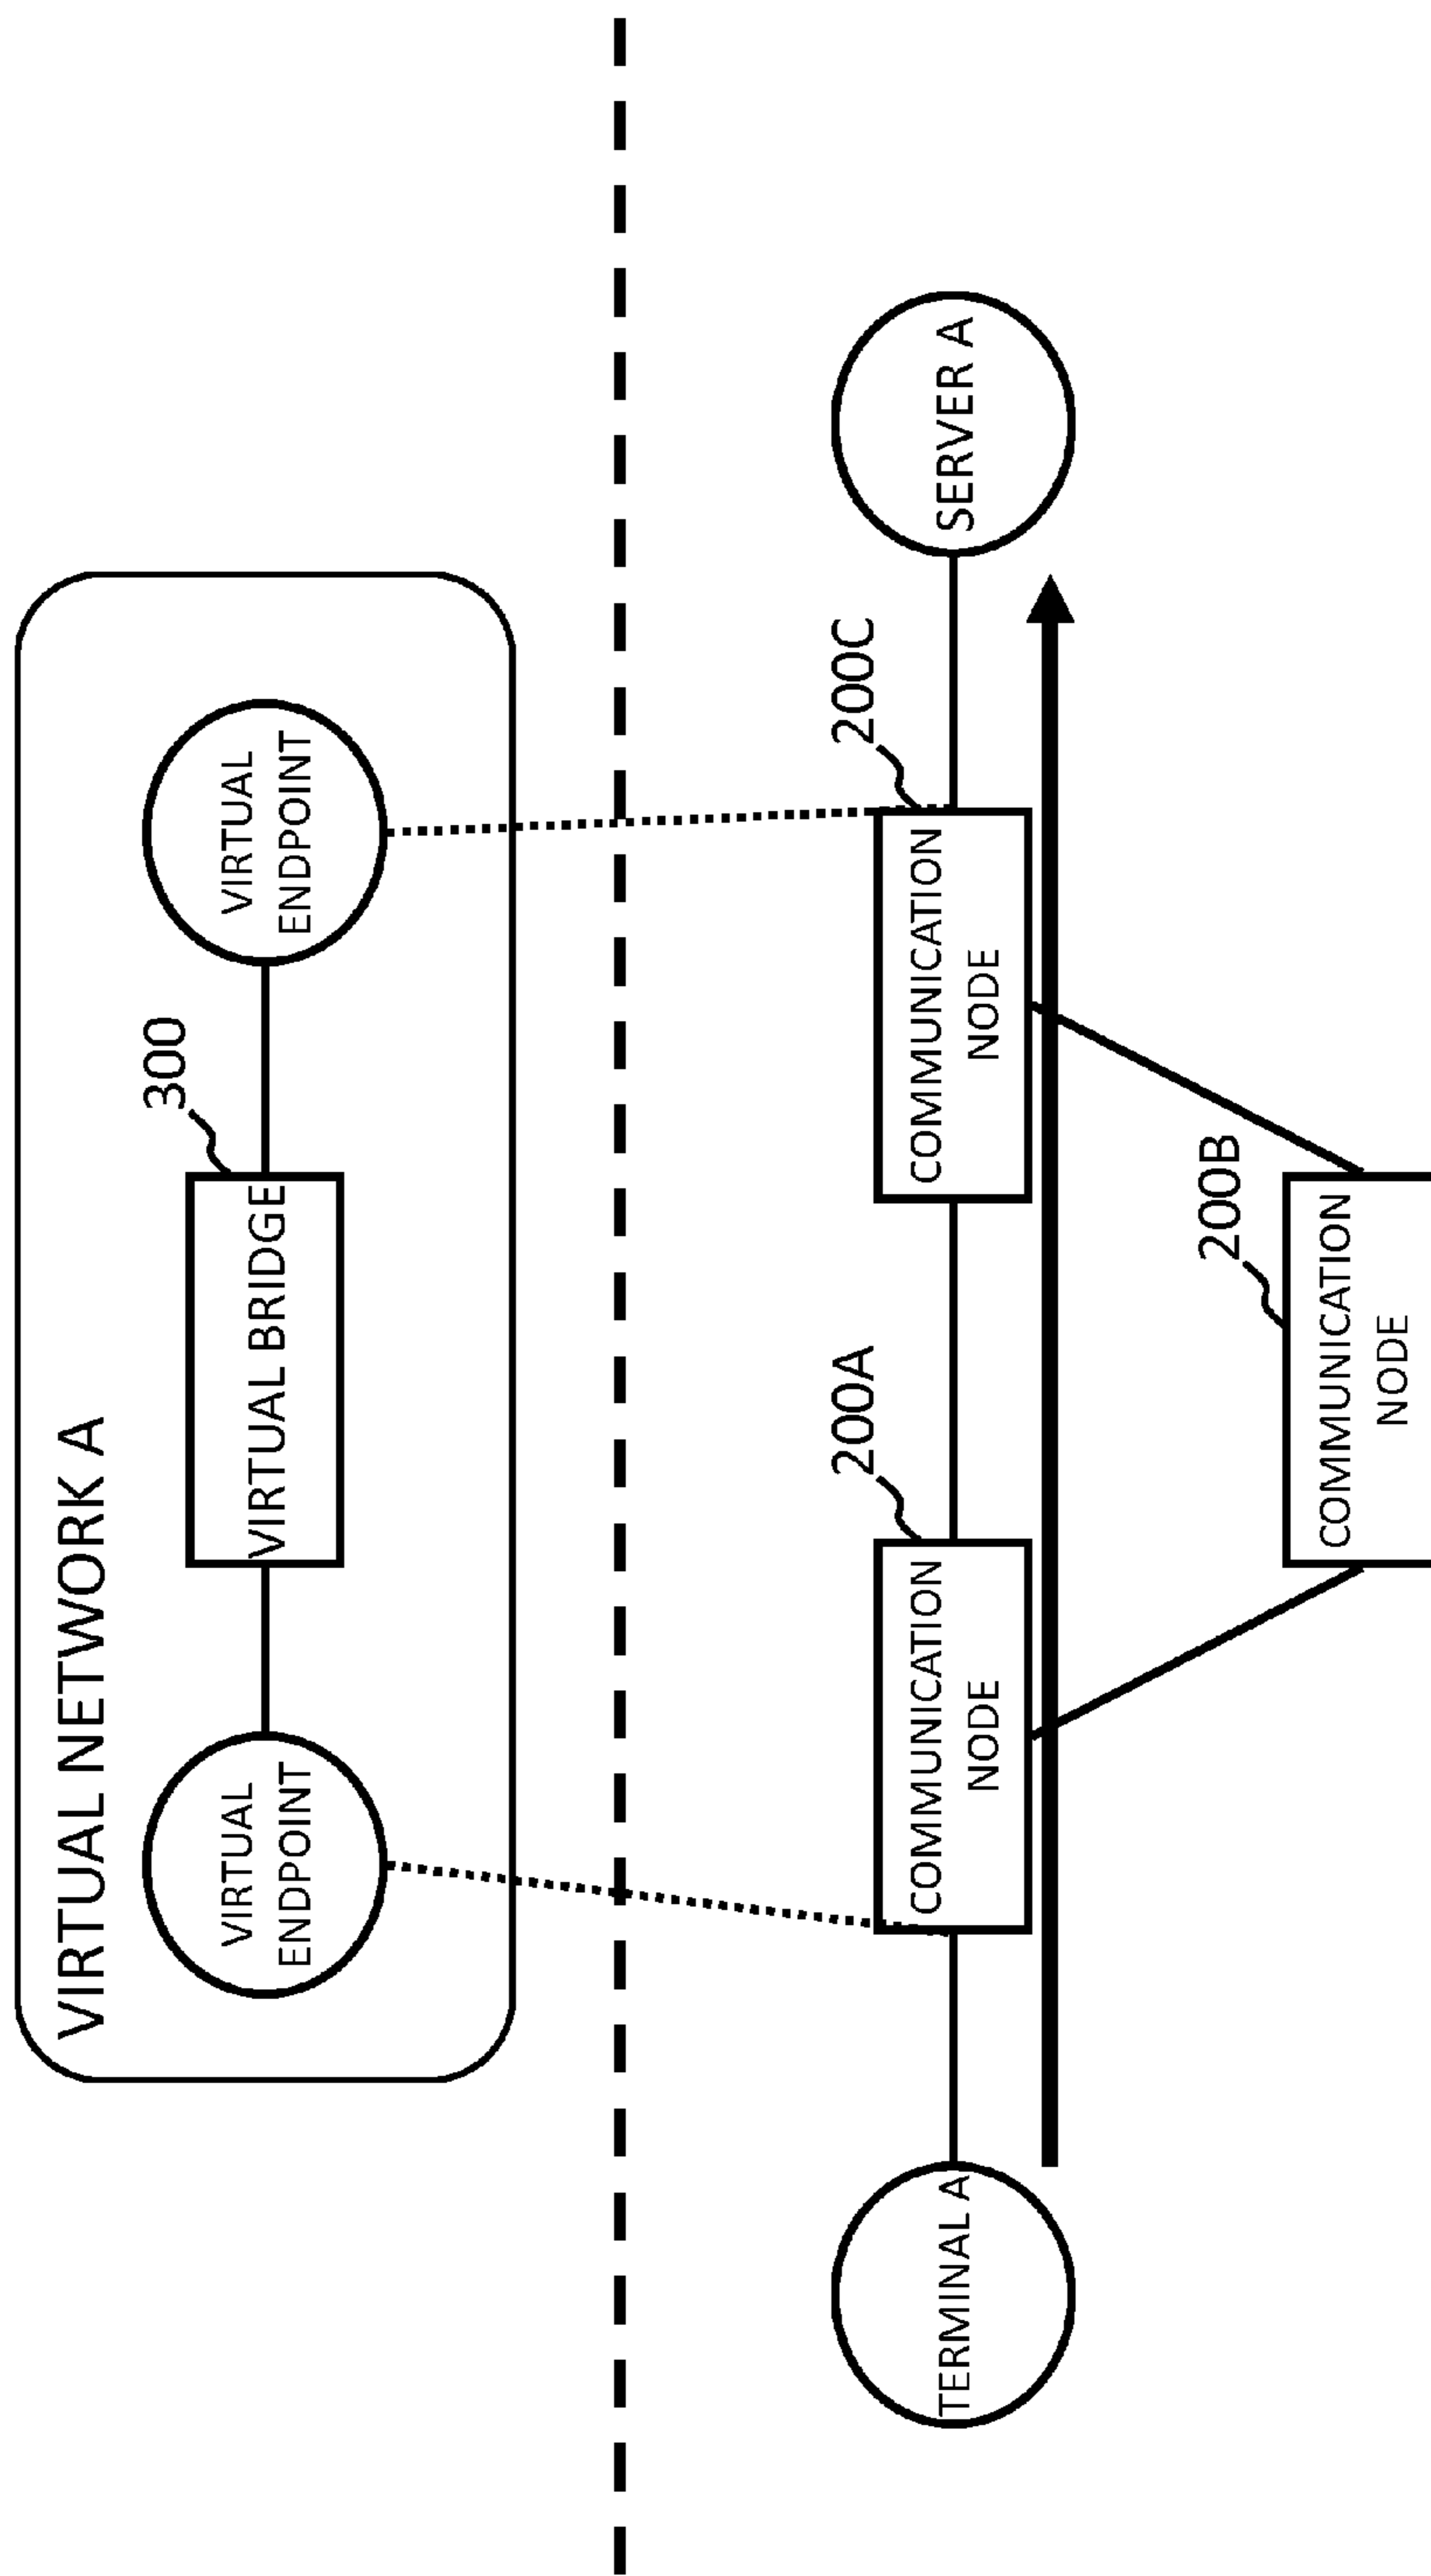 VIRTUAL NETWORK A
300
VIRTUAL
ENDPOINT
VIRTUAL BRIDGE
VIRTUAL
ENDPOINT
200A
200C
TERMINAL A
COMMUNICATION
NODE
COMMUNICATION
NODE
SERVER A
200B
COMMUNICATION
NODE